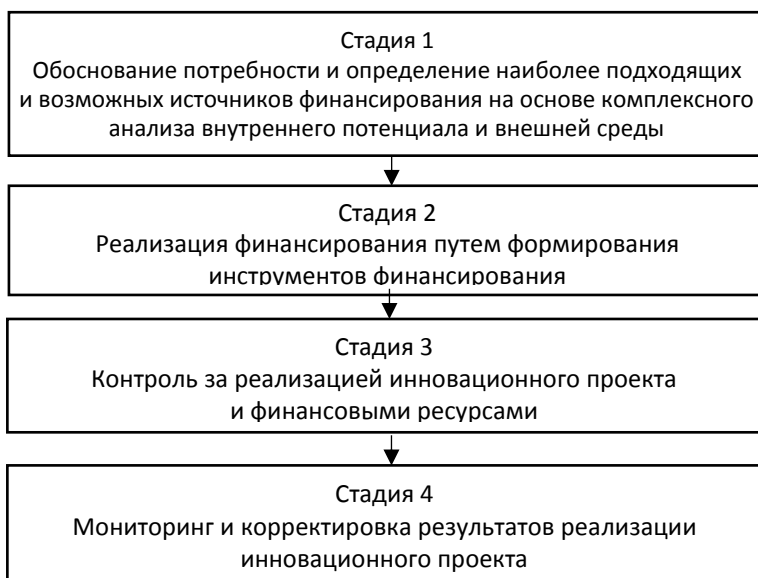 Стадия 1
Обоснование потребности и определение наиболее подходящих
и возможных источников финансирования на основе комплексного
анализа внутреннего потенциала и внешней среды
Стадия 2
Реализация финансирования путем формирования
инструментов финансирования
Стадия 3
Контроль за реализацией инновационного проекта
и финансовыми ресурсами
Стадия 4
Мониторинг и корректировка результатов реализации
инновационного проекта